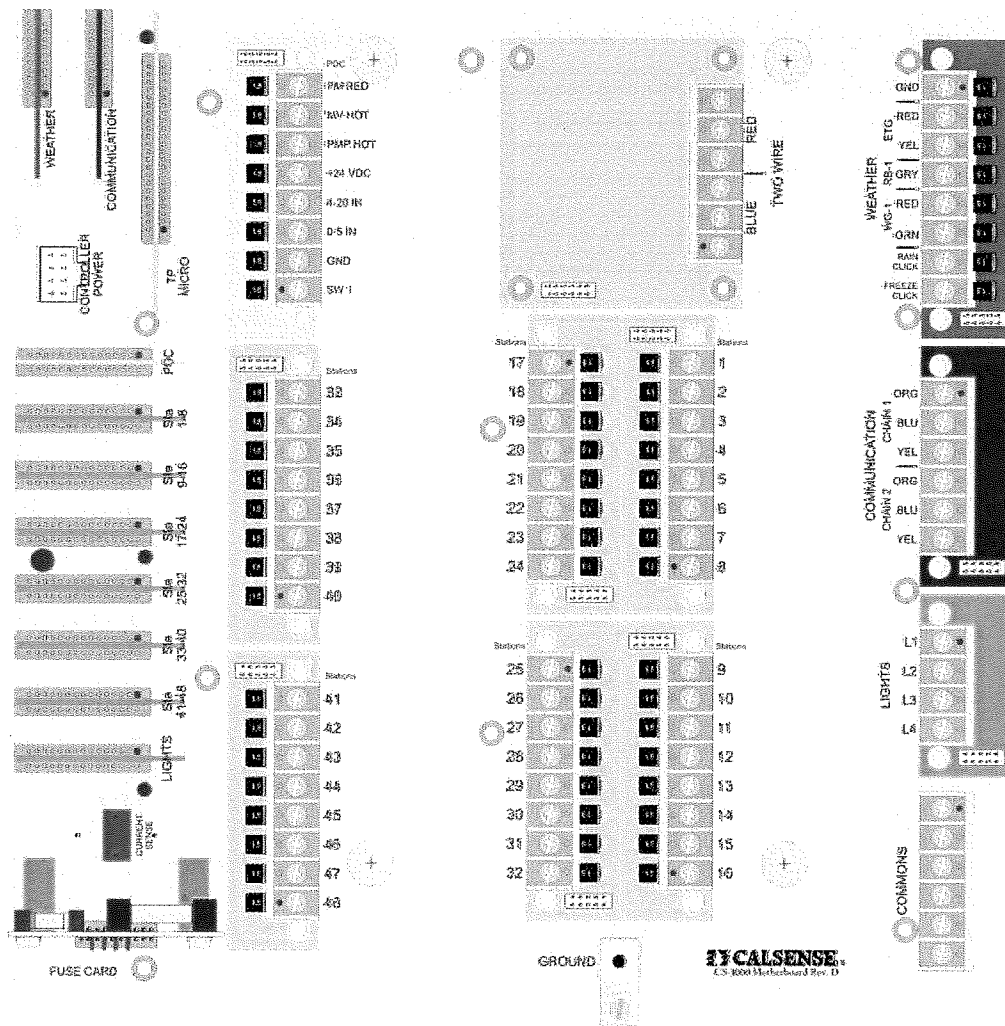 WEATHER
COMMUNICATION
CONTROLLER
POWER
TP
MICRO
POC
Sta
1-8
Sta
9-16
Sta
17-24
Sta
25-32
Sta
33-40
Sta
41-48
LIGHTS
CURRENT
SENSE
FUSE CARD
POC
FM RED
MV HOT
PMP HOT
+24 VDC
4-20 IN
0-5 IN
GND
SW 1
Stations
33
34
35
36
37
38
39
40
Stations
41
42
43
44
45
46
47
48
BLUE
RED
TWO WIRE
Stations
17
18
19
20
21
22
23
24
Stations
1
2
3
4
5
6
7
8
Stations
25
26
27
28
29
30
31
32
Stations
9
10
11
12
13
14
15
16
GROUND
CALSENSE
CS-3000 Motherboard Rev. D
WEATHER
GND
ETG
RED
YEL
RB-1
GRY
WG-1
RED
GRN
RAIN
CLICK
FREEZE
CLICK
COMMUNICATION
CHAIN 1
ORG
BLU
YEL
CHAIN 2
ORG
BLU
YEL
LIGHTS
L1
L2
L3
L4
COMMONS